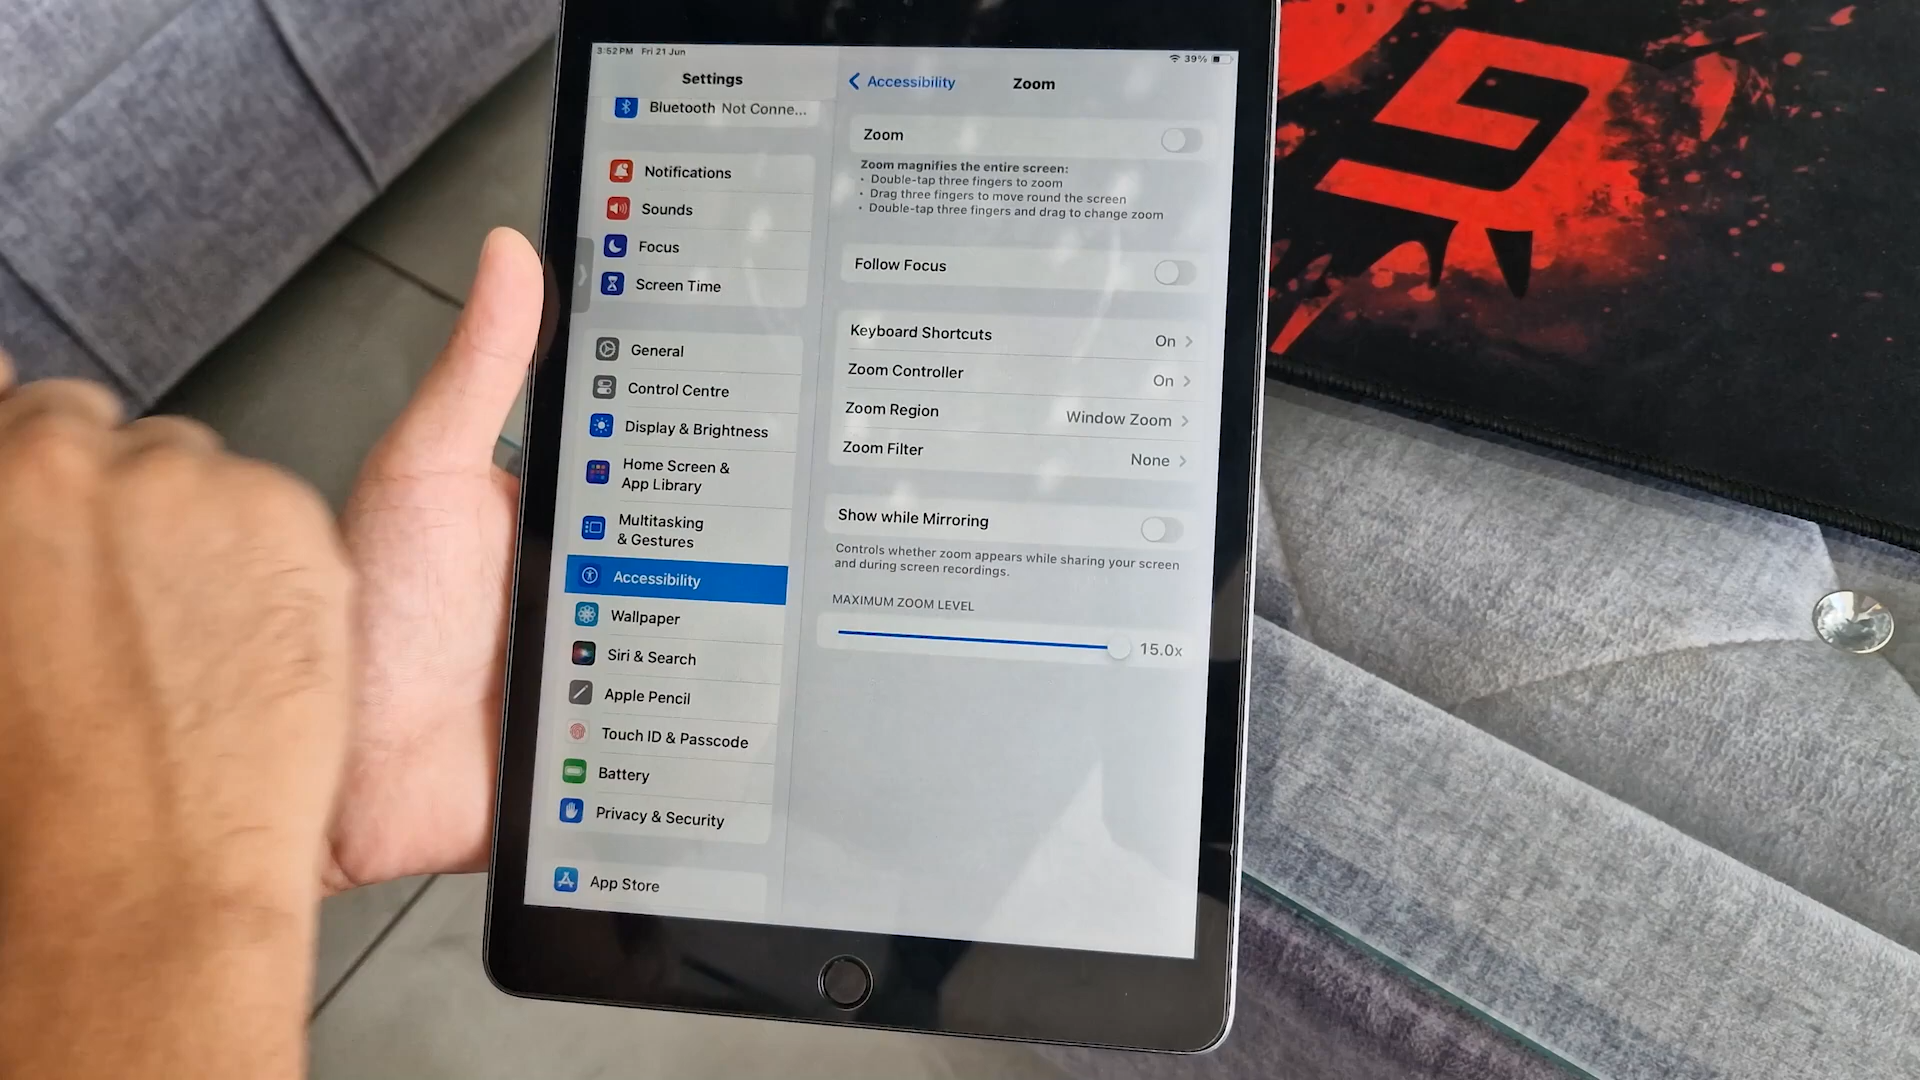 3:52 PM Fri 21 Jun
39%
Settings
Bluetooth Not Conne...
Notifications
Sounds
Focus
Screen Time
General
Control Centre
Display & Brightness
Home Screen &
App Library
Multitasking
& Gestures
Accessibility
Wallpaper
Siri & Search
Apple Pencil
Touch ID & Passcode
Battery
Privacy & Security
App Store
Accessibility
Zoom
Zoom
Zoom magnifies the entire screen:
• Double-tap three fingers to zoom
• Drag three fingers to move round the screen
• Double-tap three fingers and drag to change zoom
Follow Focus
Keyboard Shortcuts On
Zoom Controller On
Zoom Region Window Zoom
Zoom Filter None
Show while Mirroring
Controls whether zoom appears while sharing your screen
and during screen recordings.
MAXIMUM ZOOM LEVEL
15.0x